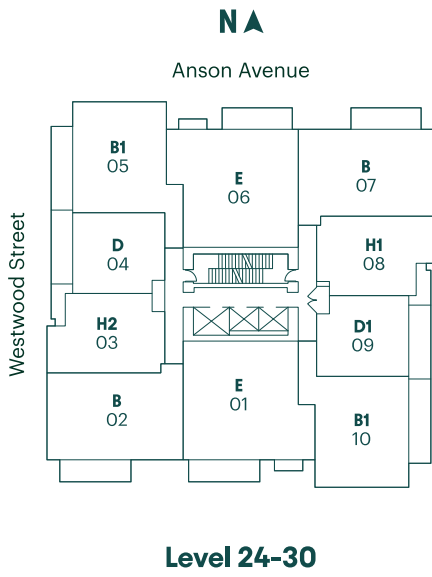 N
Anson Avenue
Westwood Street
B1
05
E
06
B
07
D
04
H1
08
H2
03
D1
09
B
02
E
01
B1
10
Level 24-30